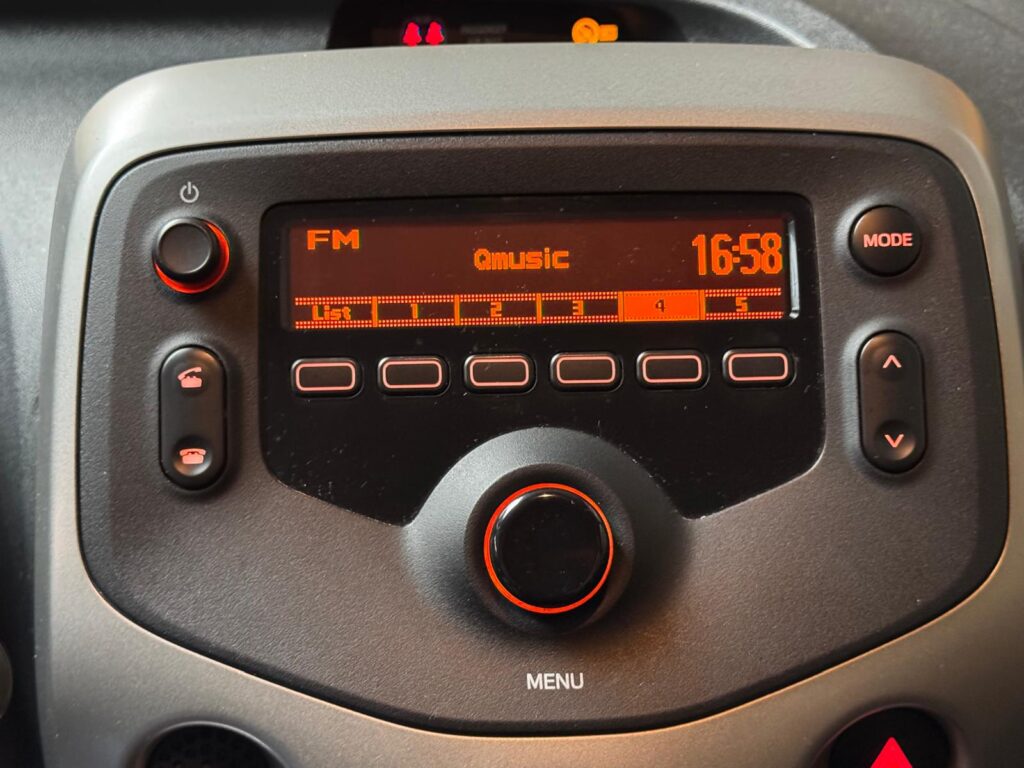 FM
Qmusic
16:58
List 1 2 3 4 5
MODE
MENU